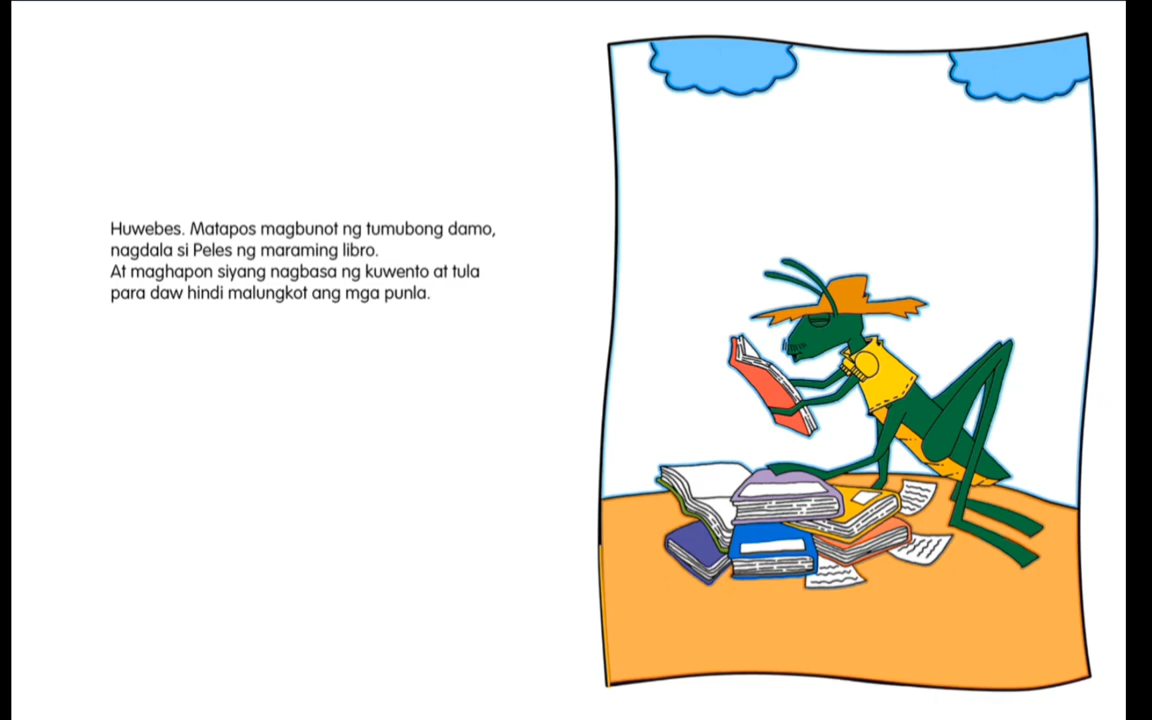 Huwebes. Matapos magbunot ng tumubong damo,
nagdala si Peles ng maraming libro.
At maghapon siyang nagbasa ng kuwento at tula
para daw hindi malungkot ang mga punla.